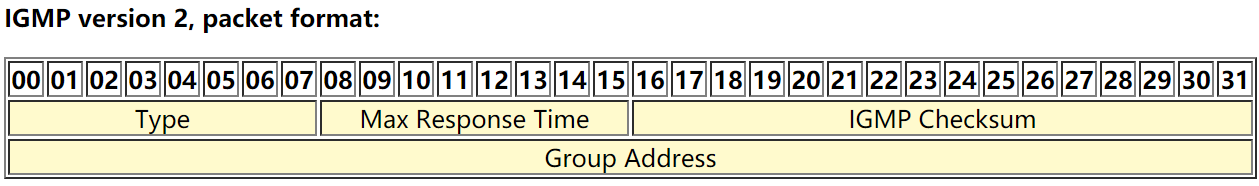 IGMP version 2, packet format:
00 01 02 03 04 05 06 07 08 09 10 11 12 13 14 15 16 17 18 19 20 21 22 23 24 25 26 27 28 29 30 31
Type Max Response Time IGMP Checksum
Group Address